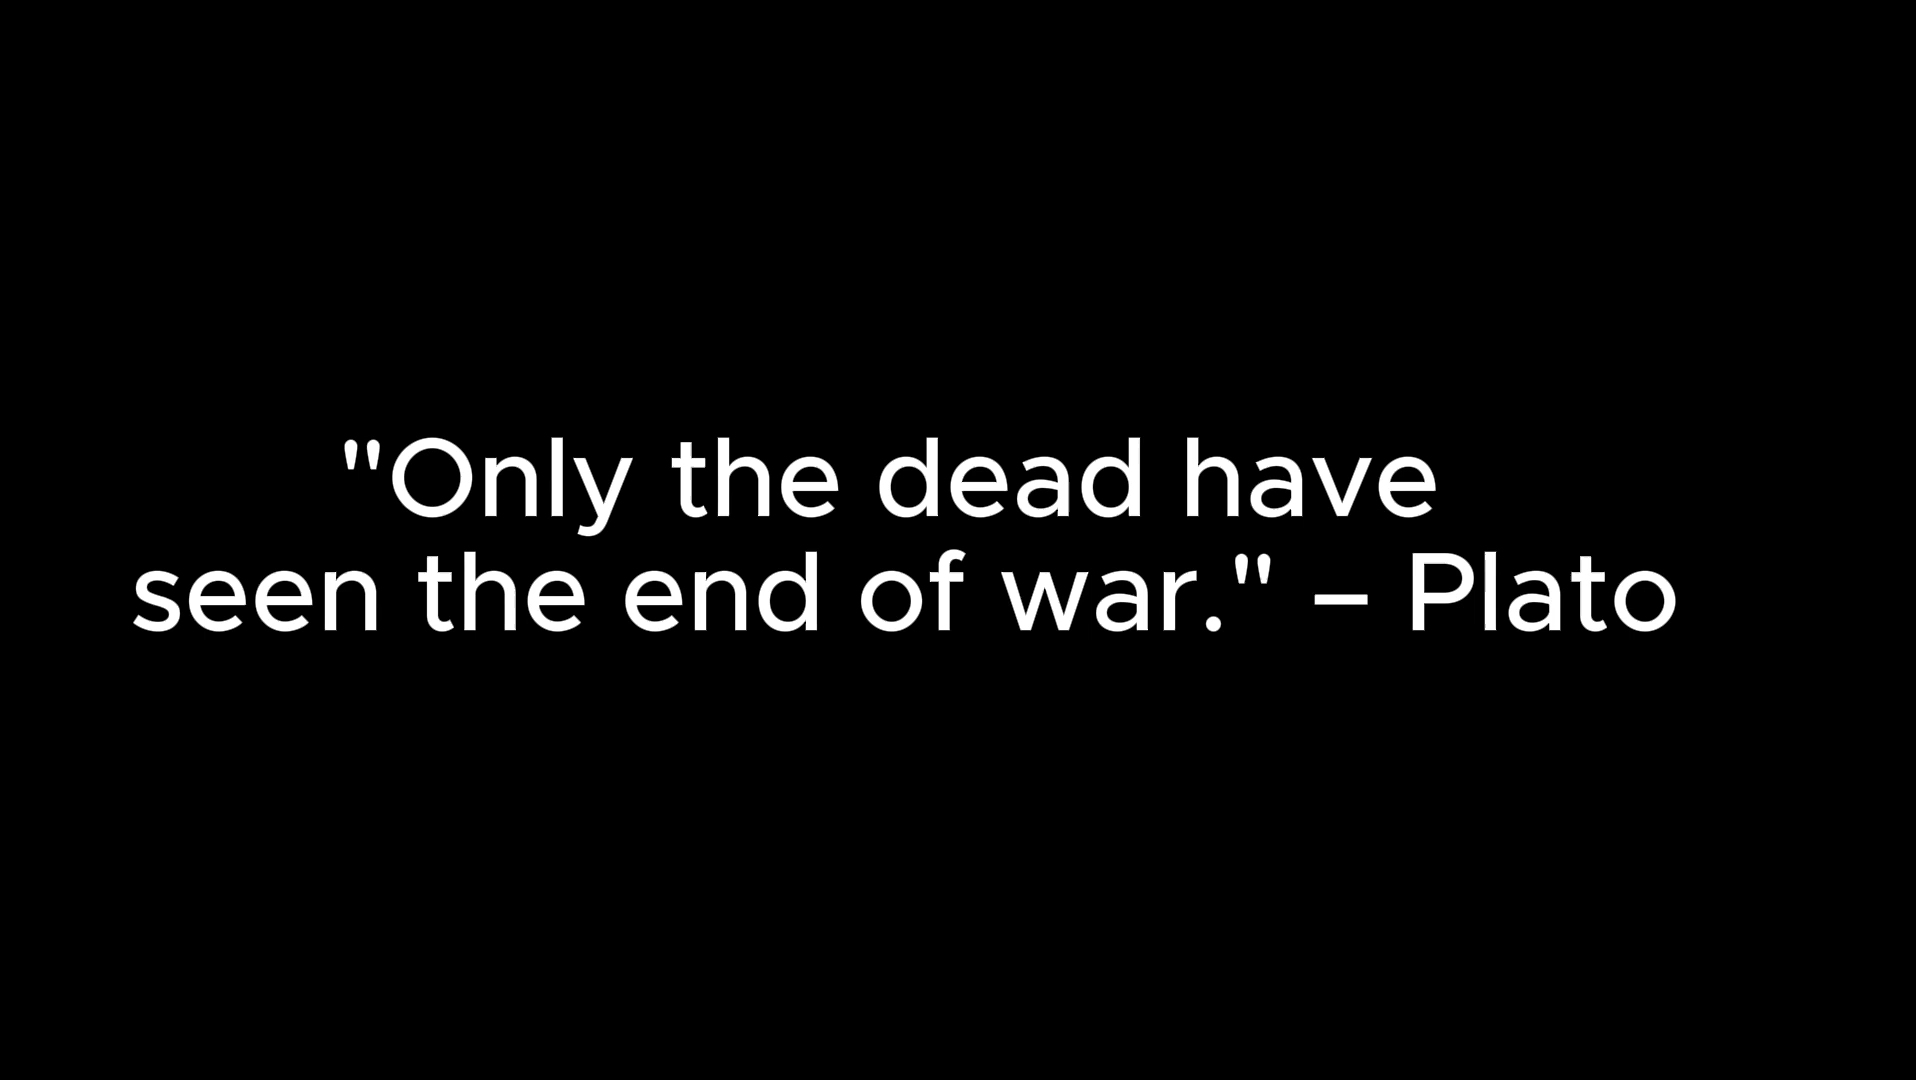 "Only the dead have
seen the end of war." – Plato